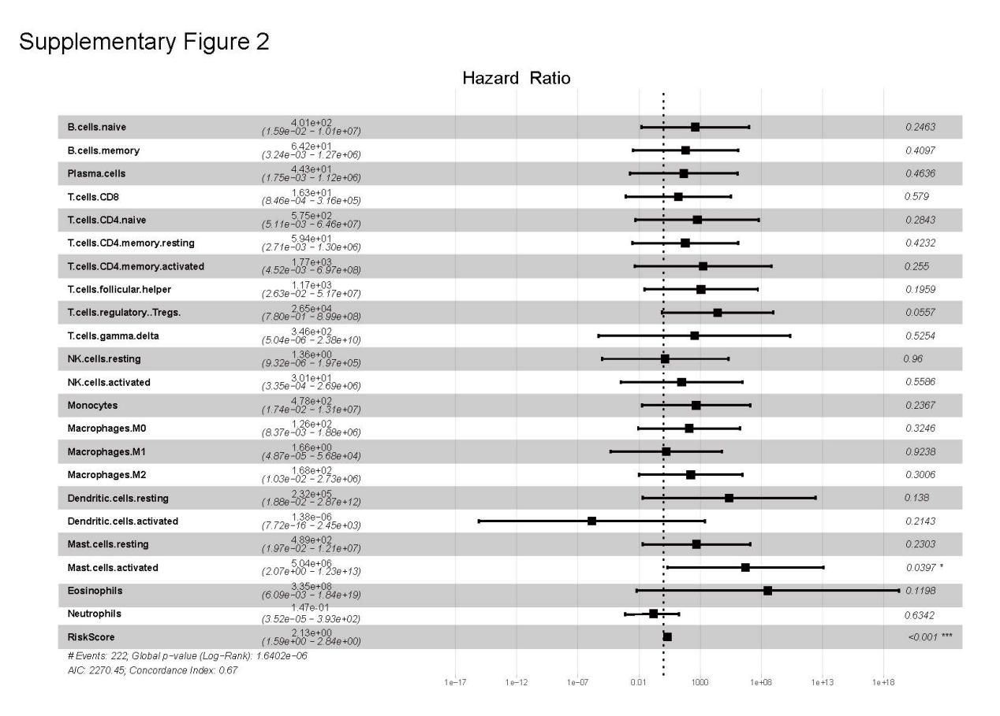 Supplementary Figure 2
Hazard Ratio
B.cells.naive 4.01e+02 (1.59e−02 − 1.01e+07) 0.2463
B.cells.memory 6.42e+01 (3.24e−03 − 1.27e+06) 0.4097
Plasma.cells 4.43e+01 (1.75e−03 − 1.12e+06) 0.4636
T.cells.CD8 1.63e+01 (8.46e−04 − 3.16e+05) 0.579
T.cells.CD4.naive 5.75e+02 (5.11e−03 − 6.46e+07) 0.2843
T.cells.CD4.memory.resting 5.94e+01 (2.71e−03 − 1.30e+06) 0.4232
T.cells.CD4.memory.activated 1.77e+03 (4.52e−03 − 6.97e+08) 0.255
T.cells.follicular.helper 1.17e+03 (2.63e−02 − 5.17e+07) 0.1959
T.cells.regulatory..Tregs. 2.65e+04 (7.80e−01 − 8.99e+08) 0.0557
T.cells.gamma.delta 3.46e+02 (5.04e−06 − 2.38e+10) 0.5254
NK.cells.resting 1.36e+00 (9.32e−06 − 1.97e+05) 0.96
NK.cells.activated 3.01e+01 (3.35e−04 − 2.69e+06) 0.5586
Monocytes 4.78e+02 (1.74e−02 − 1.31e+07) 0.2367
Macrophages.M0 1.26e+02 (8.37e−03 − 1.88e+06) 0.3246
Macrophages.M1 1.66e+00 (4.87e−05 − 5.68e+04) 0.9238
Macrophages.M2 1.68e+02 (1.03e−02 − 2.73e+06) 0.3006
Dendritic.cells.resting 2.32e+05 (1.88e−02 − 2.87e+12) 0.138
Dendritic.cells.activated 1.38e−06 (7.72e−16 − 2.45e+03) 0.2143
Mast.cells.resting 4.89e+02 (1.97e−02 − 1.21e+07) 0.2303
Mast.cells.activated 5.04e+06 (2.07e+00 − 1.23e+13) 0.0397 *
Eosinophils 3.35e+08 (6.09e−03 − 1.84e+19) 0.1198
Neutrophils 1.47e-01 (3.52e−05 − 3.93e+02) 0.6342
RiskScore 2.13e+00 (1.59e+00 − 2.84e+00) <0.001 ***
# Events: 222; Global p−value (Log−Rank): 1.6402e−06
AIC: 2270.45; Concordance Index: 0.67
1e−17 1e−12 1e−07 0.01 1000 1e+08 1e+13 1e+18